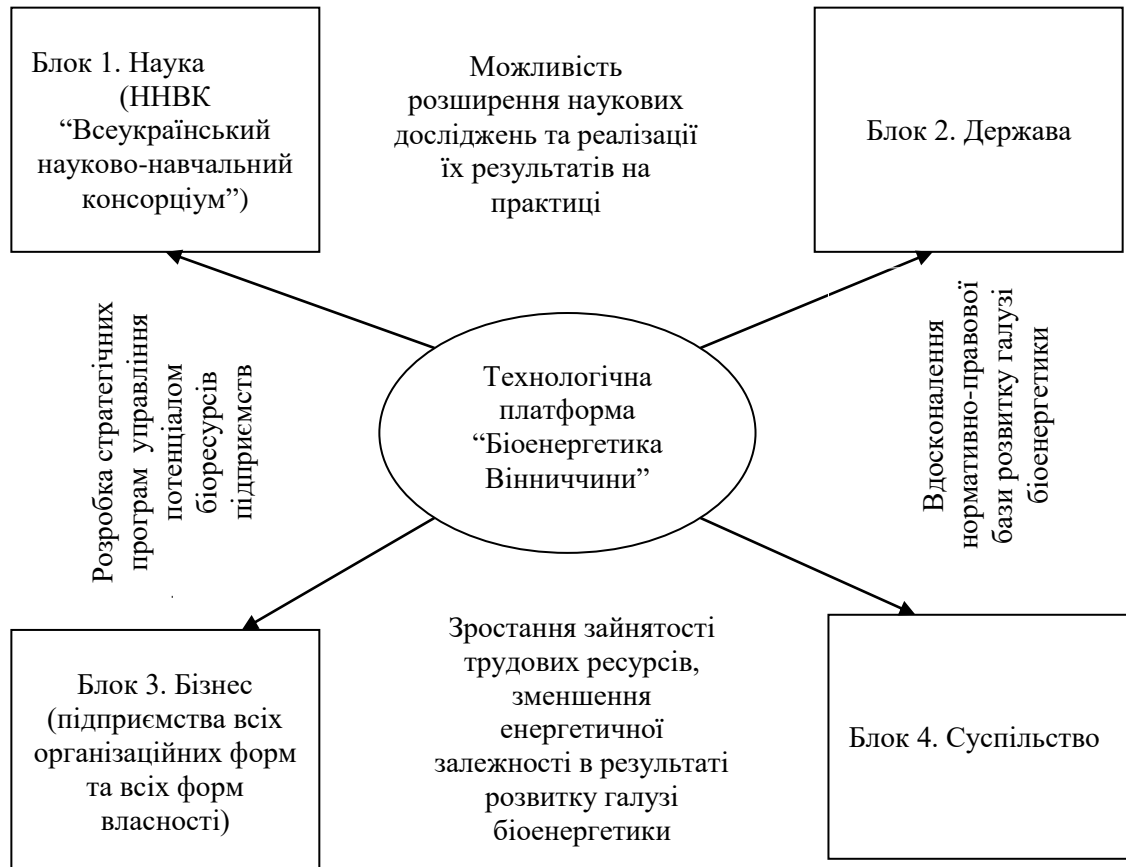 Блок 1. Наука
(ННВК
“Всеукраїнський
науково-навчальний
консорціум”)
Можливість
розширення наукових
досліджень та реалізації
їх результатів на
практиці
Блок 2. Держава
Розробка стратегічних
програм управління
потенціалом
біоресурсів
підприємств
Технологічна
платформа
“Біоенергетика
Вінниччини”
Вдосконалення
нормативно-правової
бази розвитку галузі
біоенергетики
Блок 3. Бізнес
(підприємства всіх
організаційних форм
та всіх форм
власності)
Зростання зайнятості
трудових ресурсів,
зменшення
енергетичної
залежності в результаті
розвитку галузі
біоенергетики
Блок 4. Суспільство